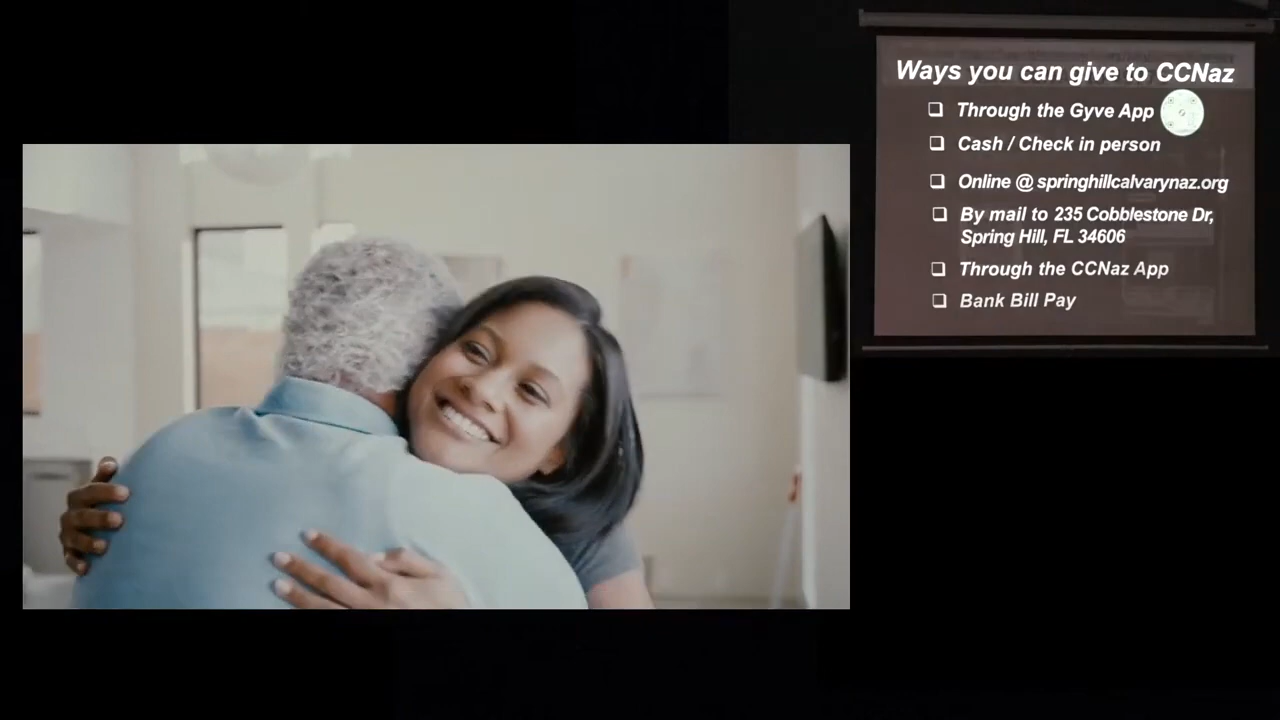 Ways you can give to CCNaz
❑ Through the Gyve App
❑ Cash / Check in person
❑ Online @ springhillcalvarynaz.org
❑ By mail to 235 Cobblestone Dr,
Spring Hill, FL 34606
❑ Through the CCNaz App
❑ Bank Bill Pay